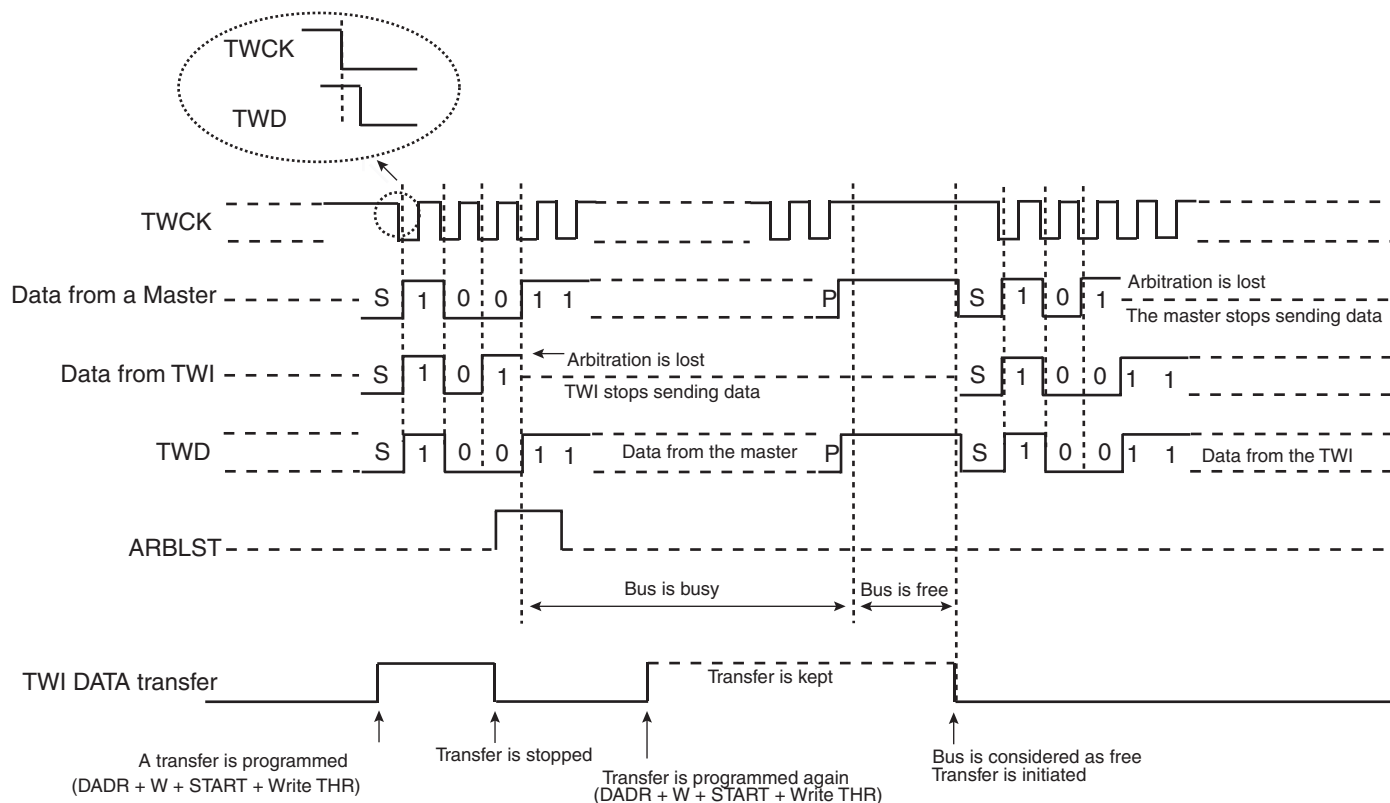 TWCK
TWD
TWCK
Data from a Master S 1 0 0 1 1 P S 1 0 1 Arbitration is lost
The master stops sending data
Data from TWI S 1 0 1 Arbitration is lost S 1 0 0 1 1
TWI stops sending data
TWD S 1 0 0 1 1 Data from the master P S 1 0 0 1 1 Data from the TWI
ARBLST
Bus is busy Bus is free
TWI DATA transfer Transfer is kept
A transfer is programmed
(DADR + W + START + Write THR)
Transfer is stopped
Transfer is programmed again
(DADR + W + START + Write THR)
Bus is considered as free
Transfer is initiated